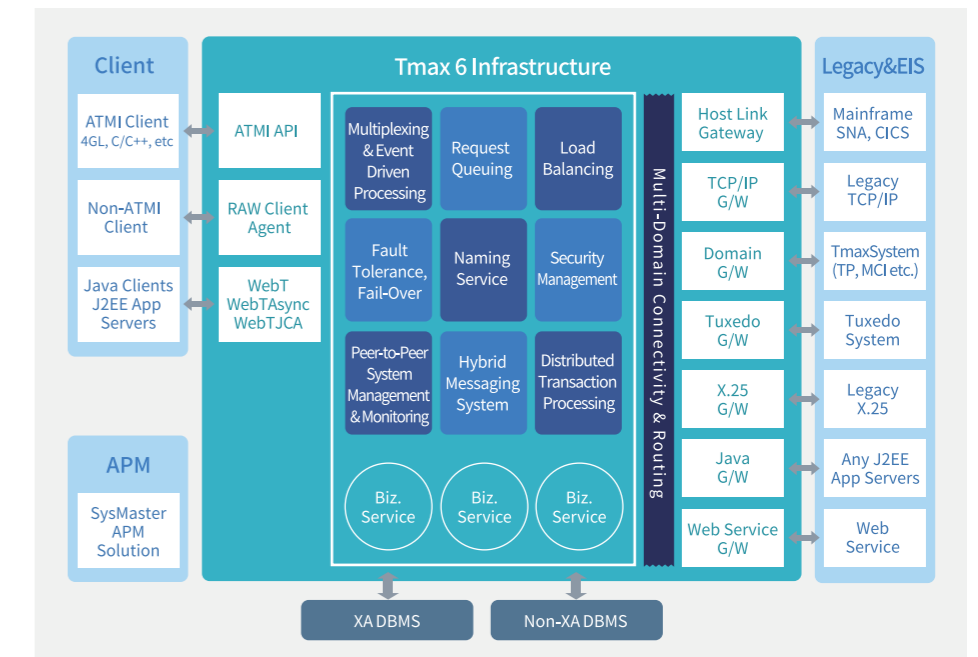 Client
ATMI Client
4GL, C/C++, etc
Non-ATMI
Client
Java Clients
J2EE App
Servers
APM
SysMaster
APM
Solution
Tmax 6 Infrastructure
ATMI API
RAW Client
Agent
WebT
WebTAsync
WebTJCA
Multiplexing
& Event
Driven
Processing
Request
Queuing
Load
Balancing
Fault
Tolerance,
Fail-Over
Naming
Service
Security
Management
Peer-to-Peer
System
Management
& Monitoring
Hybrid
Messaging
System
Distributed
Transaction
Processing
Biz.
Service
Biz.
Service
Biz.
Service
Multi-Domain Connectivity & Routing
Host Link
Gateway
TCP/IP
G/W
Domain
G/W
Tuxedo
G/W
X.25
G/W
Java
G/W
Web Service
G/W
Legacy&EIS
Mainframe
SNA, CICS
Legacy
TCP/IP
TmaxSystem
(TP, MCI etc.)
Tuxedo
System
Legacy
X.25
Any J2EE
App Servers
Web
Service
XA DBMS
Non-XA DBMS